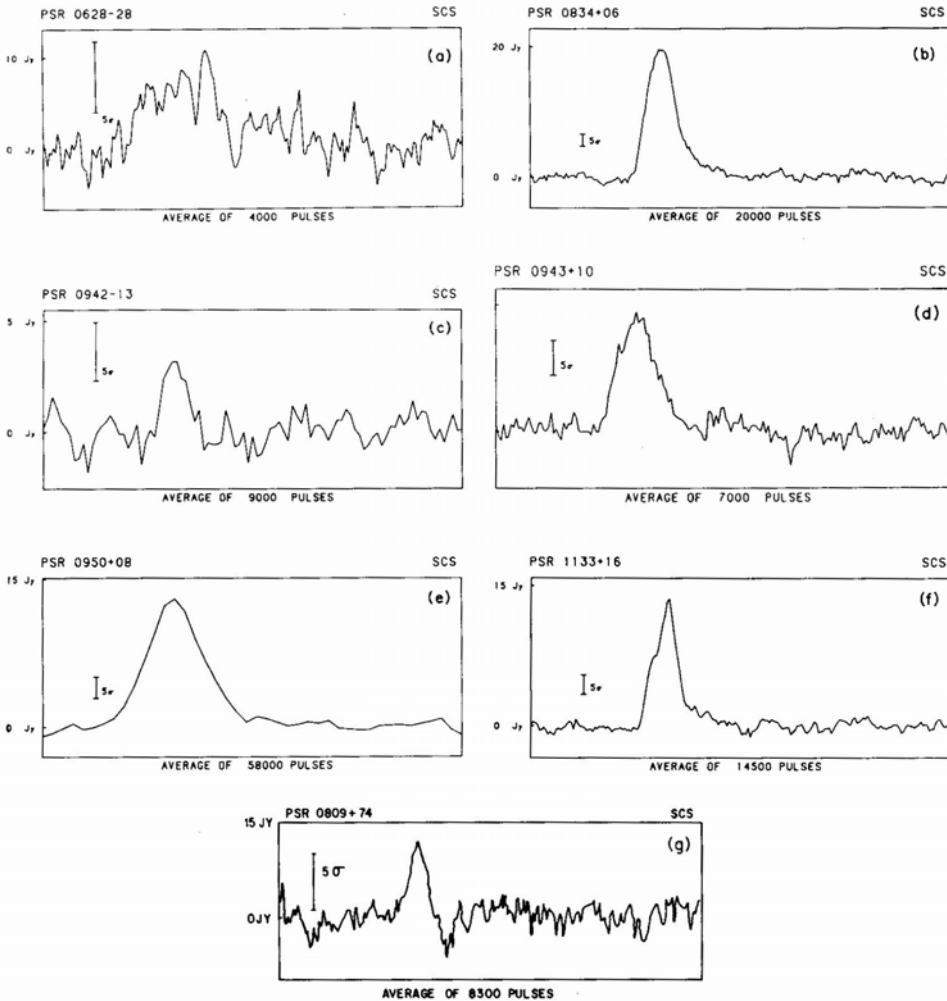 PSR 0628-28 SCS
(a)
10 Jy
5σ
0 Jy
AVERAGE OF 4000 PULSES
PSR 0834+06 SCS
(b)
20 Jy
5σ
0 Jy
AVERAGE OF 20000 PULSES
PSR 0942-13 SCS
(c)
5 Jy
5σ
0 Jy
AVERAGE OF 9000 PULSES
PSR 0943+10 SCS
(d)
5σ
AVERAGE OF 7000 PULSES
PSR 0950+08 SCS
(e)
15 Jy
5σ
0 Jy
AVERAGE OF 58000 PULSES
PSR 1133+16 SCS
(f)
15 Jy
5σ
0 Jy
AVERAGE OF 14500 PULSES
PSR 0809+74 SCS
(g)
15 JY
5σ
0JY
AVERAGE OF 8300 PULSES